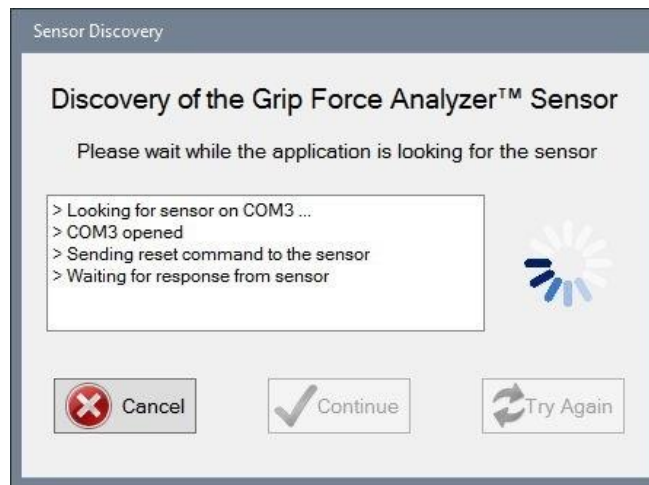 Sensor Discovery
Discovery of the Grip Force Analyzer™ Sensor
Please wait while the application is looking for the sensor
> Looking for sensor on COM3 ...
> COM3 opened
> Sending reset command to the sensor
> Waiting for response from sensor
Cancel
Continue
Try Again